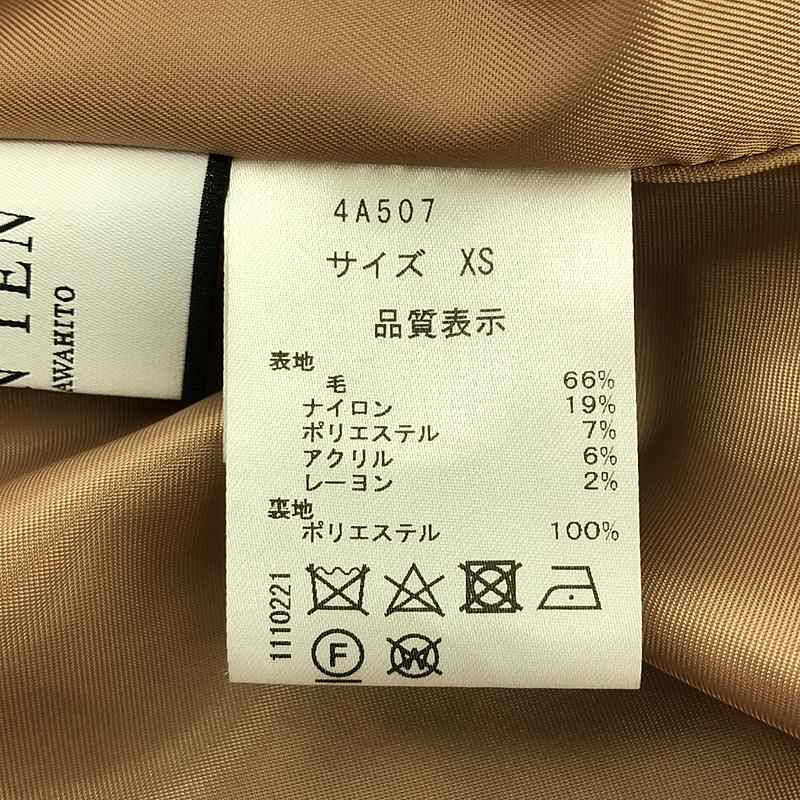 4A507
サイズ XS
品質表示
表地
毛 66%
ナイロン 19%
ポリエステル 7%
アクリル 6%
レーヨン 2%
裏地
ポリエステル 100%
1110221
F
W
AWAHITO